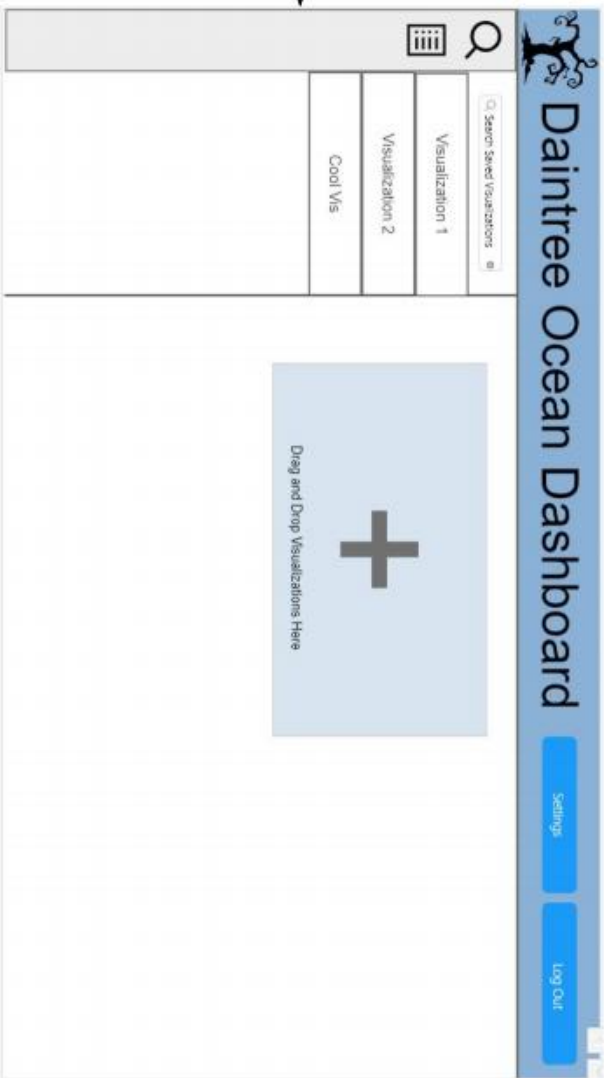 Daintree Ocean Dashboard
Settings
Log Out
Search Saved Visualizations
Visualization 1
Visualization 2
Cool Vis
Drag and Drop Visualizations Here